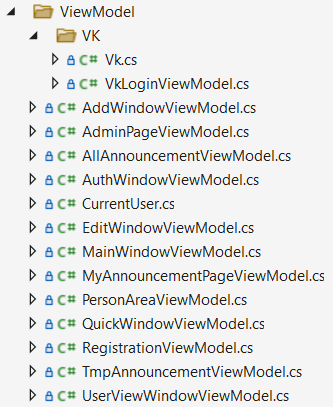 ViewModel
VK
C# Vk.cs
C# VkLoginViewModel.cs
C# AddWindowViewModel.cs
C# AdminPageViewModel.cs
C# AllAnnouncementViewModel.cs
C# AuthWindowViewModel.cs
C# CurrentUser.cs
C# EditWindowViewModel.cs
C# MainWindowViewModel.cs
C# MyAnnouncementPageViewModel.cs
C# PersonAreaViewModel.cs
C# QuickWindowViewModel.cs
C# RegistrationViewModel.cs
C# TmpAnnouncementViewModel.cs
C# UserViewWindowViewModel.cs